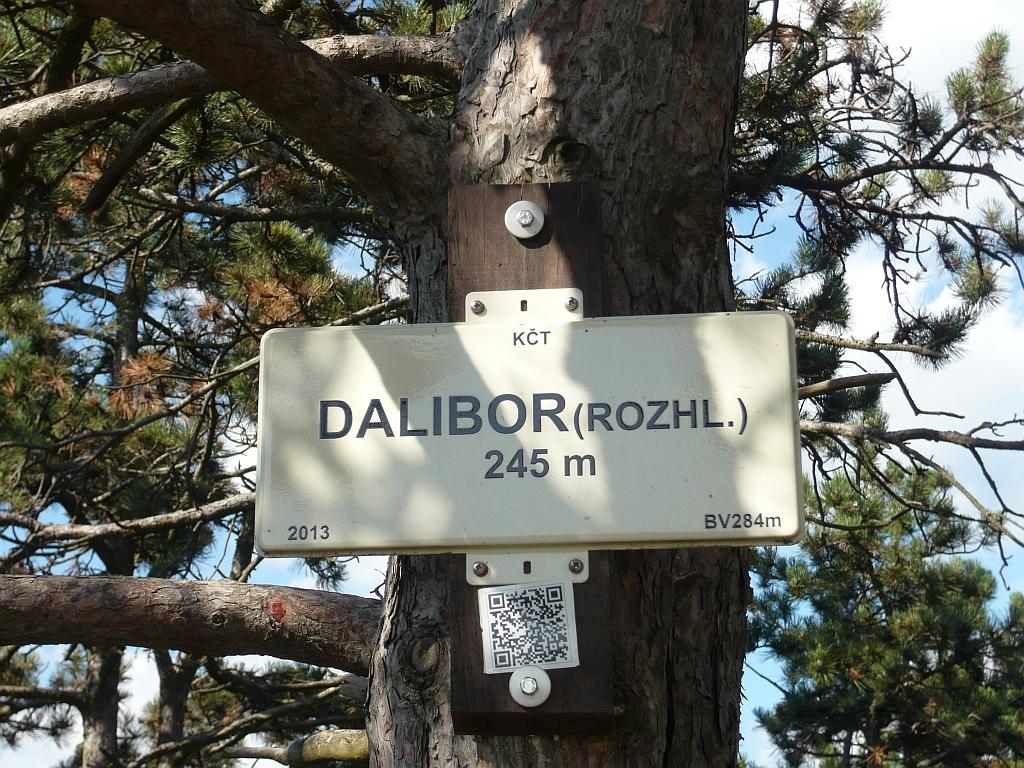 KČT
DALIBOR (ROZHL.)
245 m
2013 BV284m